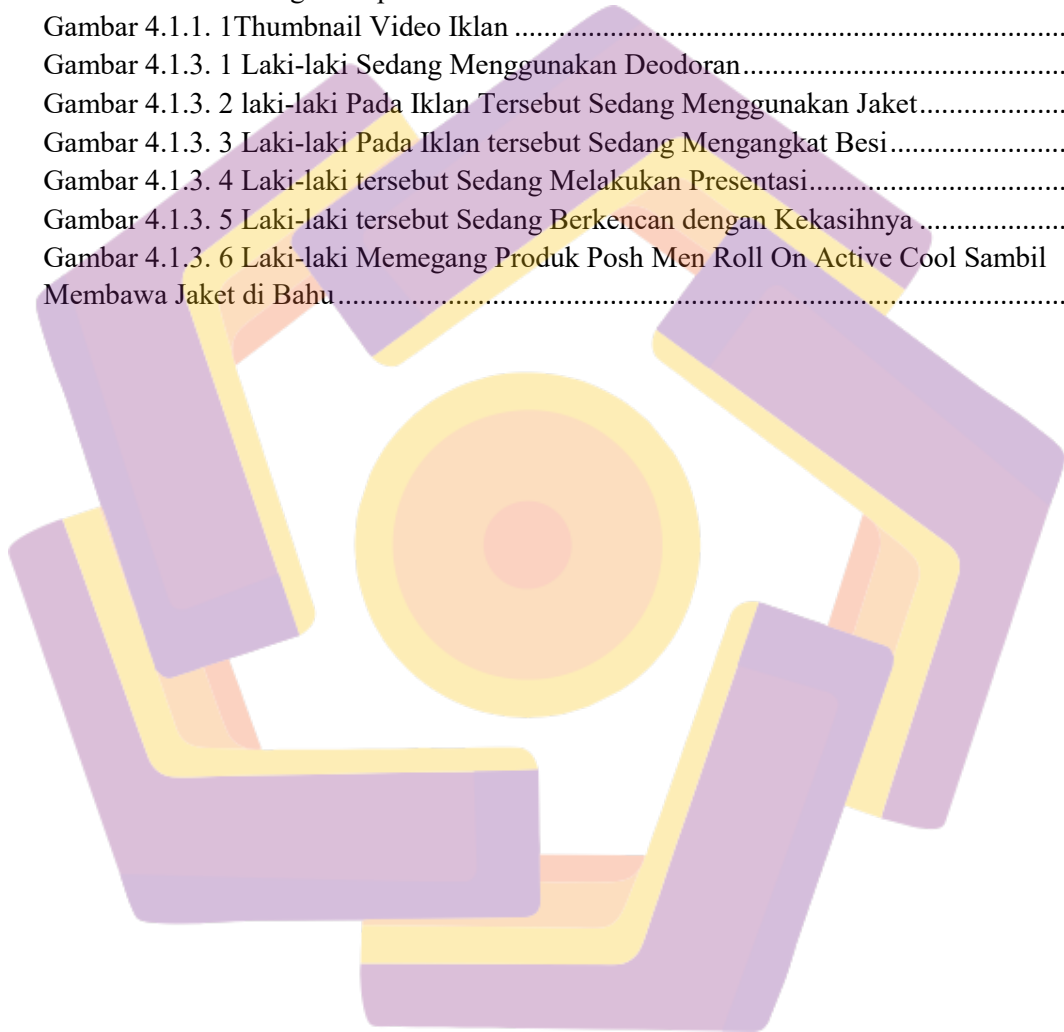 Gambar 4.1.1. 1Thumbnail Video Iklan ........................................................................
Gambar 4.1.3. 1 Laki-laki Sedang Menggunakan Deodoran..........................................
Gambar 4.1.3. 2 laki-laki Pada Iklan Tersebut Sedang Menggunakan Jaket...................
Gambar 4.1.3. 3 Laki-laki Pada Iklan tersebut Sedang Mengangkat Besi.......................
Gambar 4.1.3. 4 Laki-laki tersebut Sedang Melakukan Presentasi.................................
Gambar 4.1.3. 5 Laki-laki tersebut Sedang Berkencan dengan Kekasihnya ...................
Gambar 4.1.3. 6 Laki-laki Memegang Produk Posh Men Roll On Active Cool Sambil
Membawa Jaket di Bahu................................................................................................